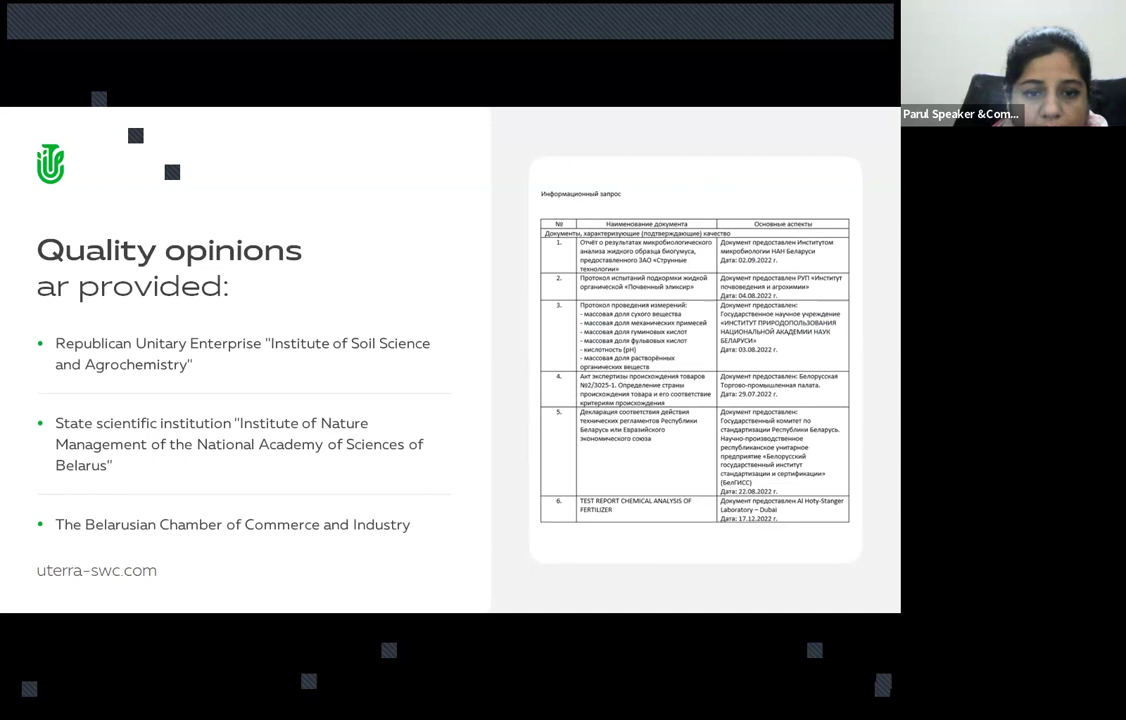 Parul Speaker &Com...
Quality opinions
ar provided:
• Republican Unitary Enterprise "Institute of Soil Science
and Agrochemistry"
• State scientific institution "Institute of Nature
Management of the National Academy of Sciences of
Belarus"
• The Belarusian Chamber of Commerce and Industry
uterra-swc.com
Информационный запрос
№ Наименование документа Основные аспекты
Документы, характеризующие (подтверждающие) качество
1. Отчёт о результатах микробиологического
анализа жидкого образца биогумуса,
предоставленного ЗАО «Струнные
технологии»
Документ предоставлен Институтом
микробиологии НАН Беларуси
Дата: 02.09.2022 г.
2. Протокол испытаний подкормки жидкой
органической «Почвенный эликсир»
Документ предоставлен РУП «Институт
почвоведения и агрохимии»
Дата: 04.08.2022 г.
3. Протокол проведения измерений:
- массовая доля сухого вещества
- массовая доля механических примесей
- массовая доля гуминовых кислот
- массовая доля фульвовых кислот
- кислотность (pH)
- массовая доля растворённых
органических веществ
Документ предоставлен:
Государственное научное учреждение
«ИНСТИТУТ ПРИРОДОПОЛЬЗОВАНИЯ
НАЦИОНАЛЬНОЙ АКАДЕМИИ НАУК
БЕЛАРУСИ»
Дата: 03.08.2022 г.
4. Акт экспертизы происхождения товаров
№2/3025-1. Определение страны
происхождения товара и его соответствие
критериям происхождения
Документ предоставлен: Белорусская
Торгово-промышленная палата.
Дата: 29.07.2022 г.
5. Декларация соответствия действия
технических регламентов Республики
Беларусь или Евразийского
экономического союза
Документ предоставлен:
Государственный комитет по
стандартизации Республики Беларусь.
Научно-производственное
республиканское унитарное
предприятие «Белорусский
государственный институт
стандартизации и сертификации»
(БелГИСС)
Дата: 22.08.2022 г.
6. TEST REPORT CHEMICAL ANALYSIS OF
FERTILIZER
Документ предоставлен Al Hoty-Stanger
Laboratory – Dubai
Дата: 17.12.2022 г.